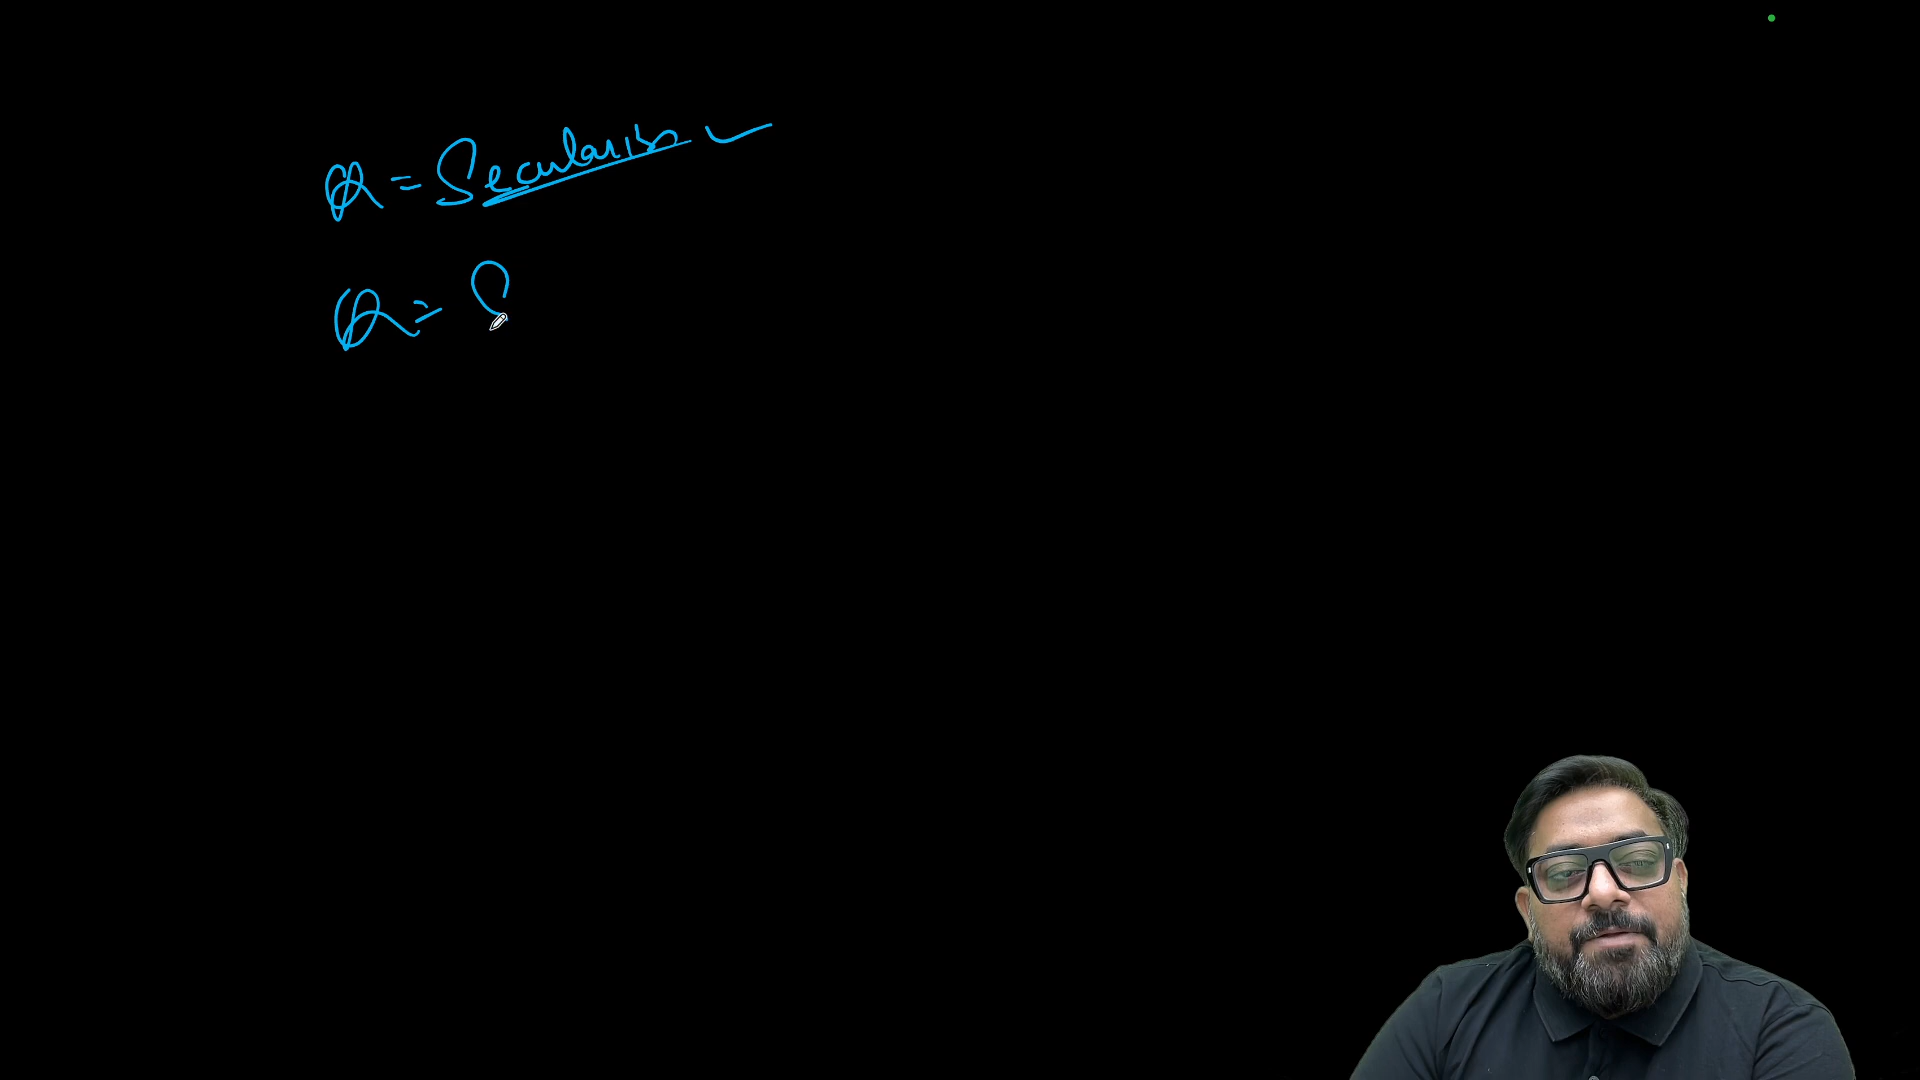 Q = Secularism
Q = S